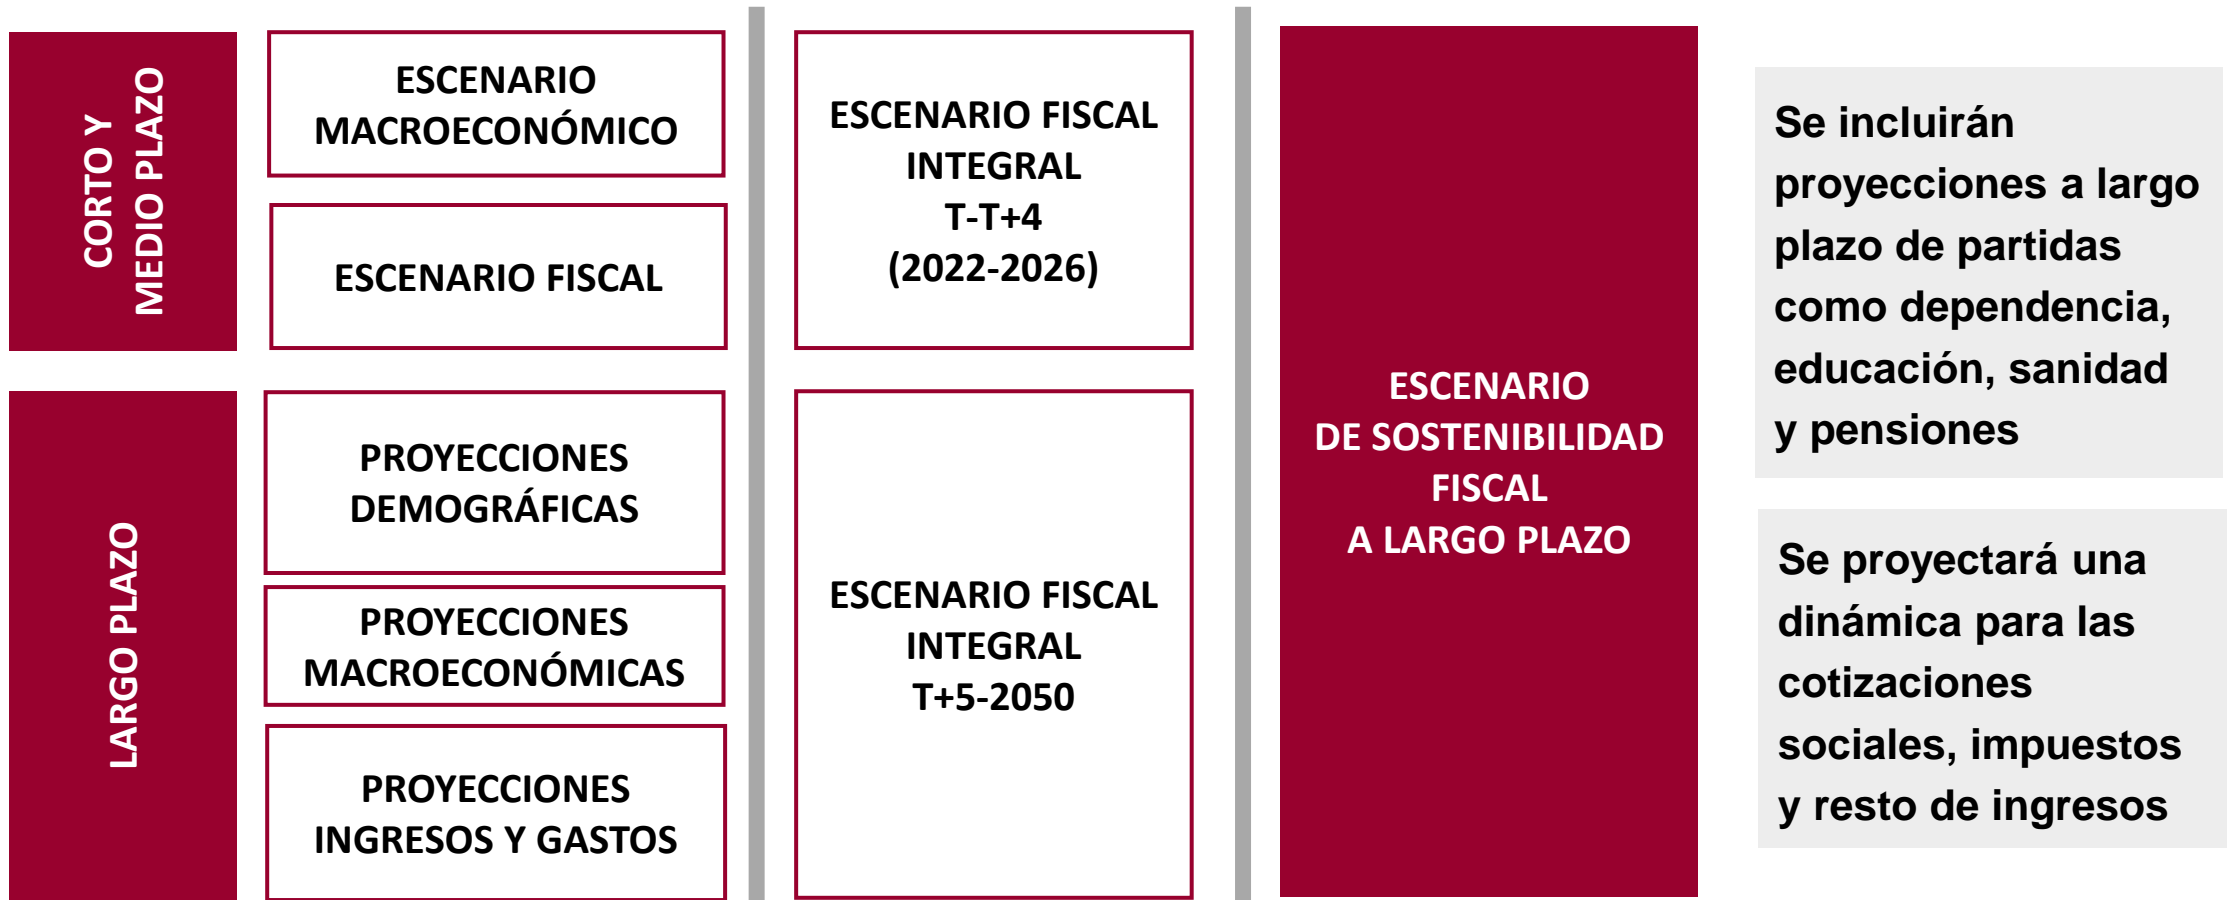 CORTO Y
MEDIO PLAZO
ESCENARIO
MACROECONÓMICO
ESCENARIO FISCAL
ESCENARIO FISCAL
INTEGRAL
T-T+4
(2022-2026)
LARGO PLAZO
PROYECCIONES
DEMOGRÁFICAS
PROYECCIONES
MACROECONÓMICAS
PROYECCIONES
INGRESOS Y GASTOS
ESCENARIO FISCAL
INTEGRAL
T+5-2050
ESCENARIO
DE SOSTENIBILIDAD
FISCAL
A LARGO PLAZO
Se incluirán
proyecciones a largo
plazo de partidas
como dependencia,
educación, sanidad
y pensiones
Se proyectará una
dinámica para las
cotizaciones
sociales, impuestos
y resto de ingresos